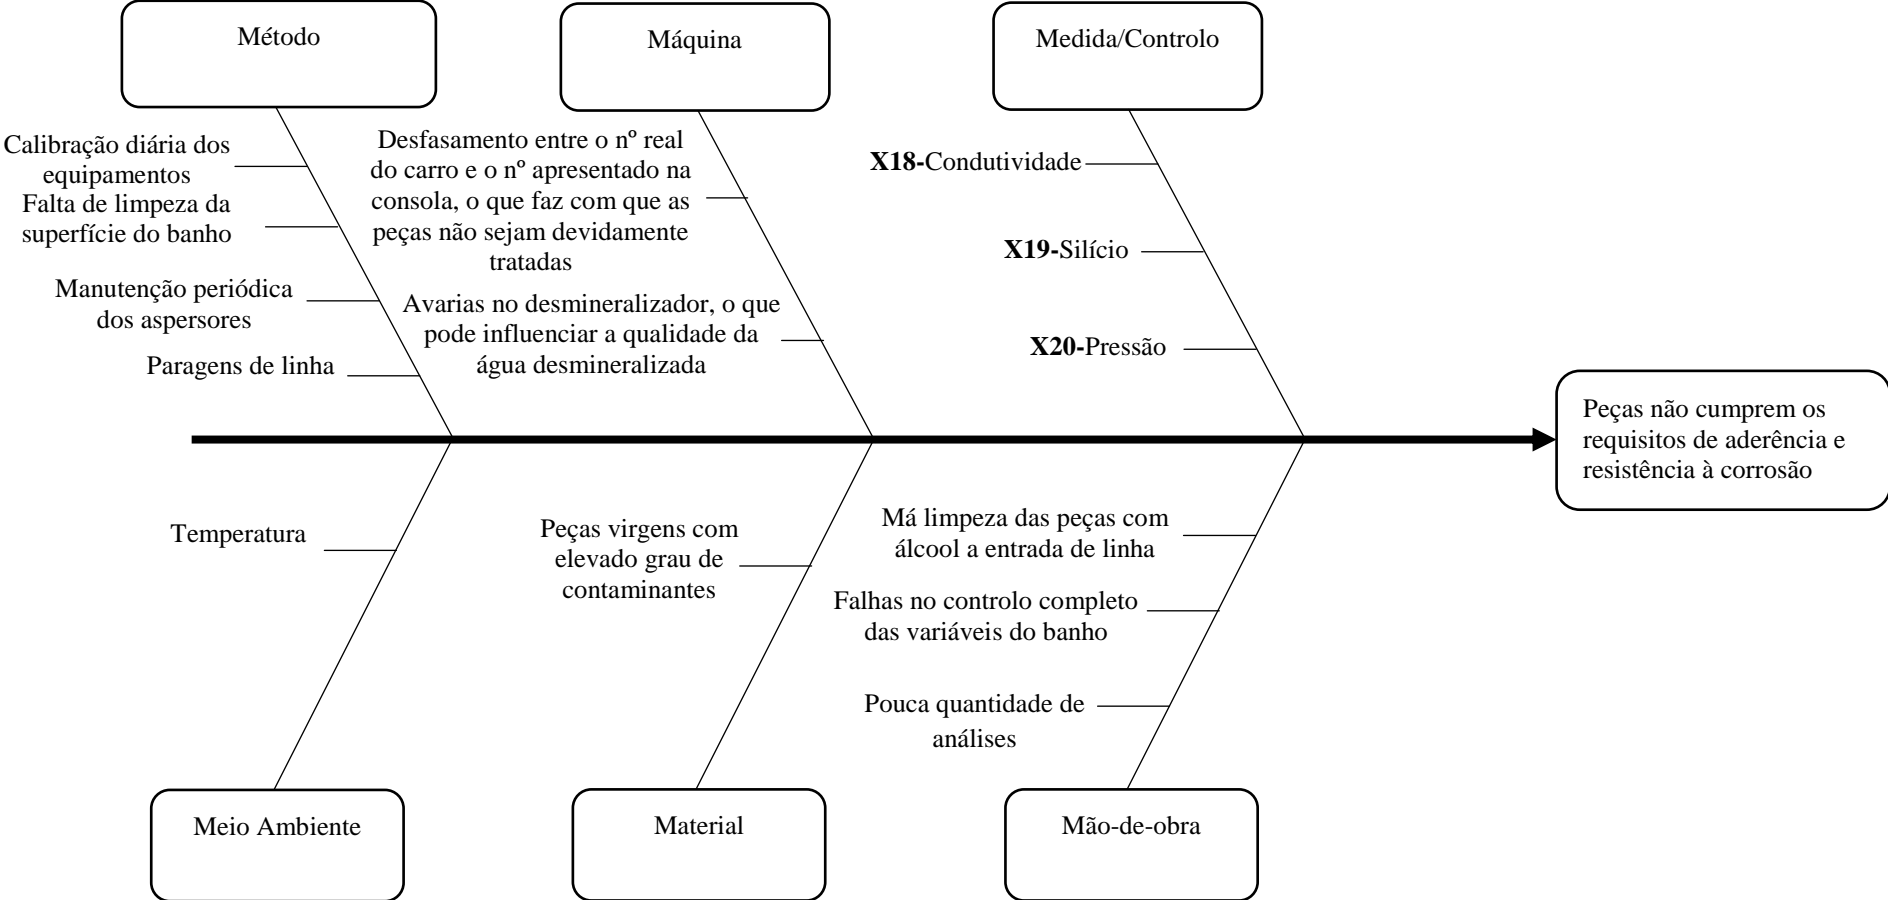 Método
Máquina
Medida/Controlo
Calibração diária dos
equipamentos
Falta de limpeza da
superfície do banho
Manutenção periódica
dos aspersores
Paragens de linha
Desfasamento entre o nº real
do carro e o nº apresentado na
consola, o que faz com que as
peças não sejam devidamente
tratadas
Avarias no desmineralizador, o que
pode influenciar a qualidade da
água desmineralizada
X18-Condutividade
X19-Silício
X20-Pressão
Peças não cumprem os
requisitos de aderência e
resistência à corrosão
Temperatura
Peças virgens com
elevado grau de
contaminantes
Má limpeza das peças com
álcool a entrada de linha
Falhas no controlo completo
das variáveis do banho
Pouca quantidade de
análises
Meio Ambiente
Material
Mão-de-obra